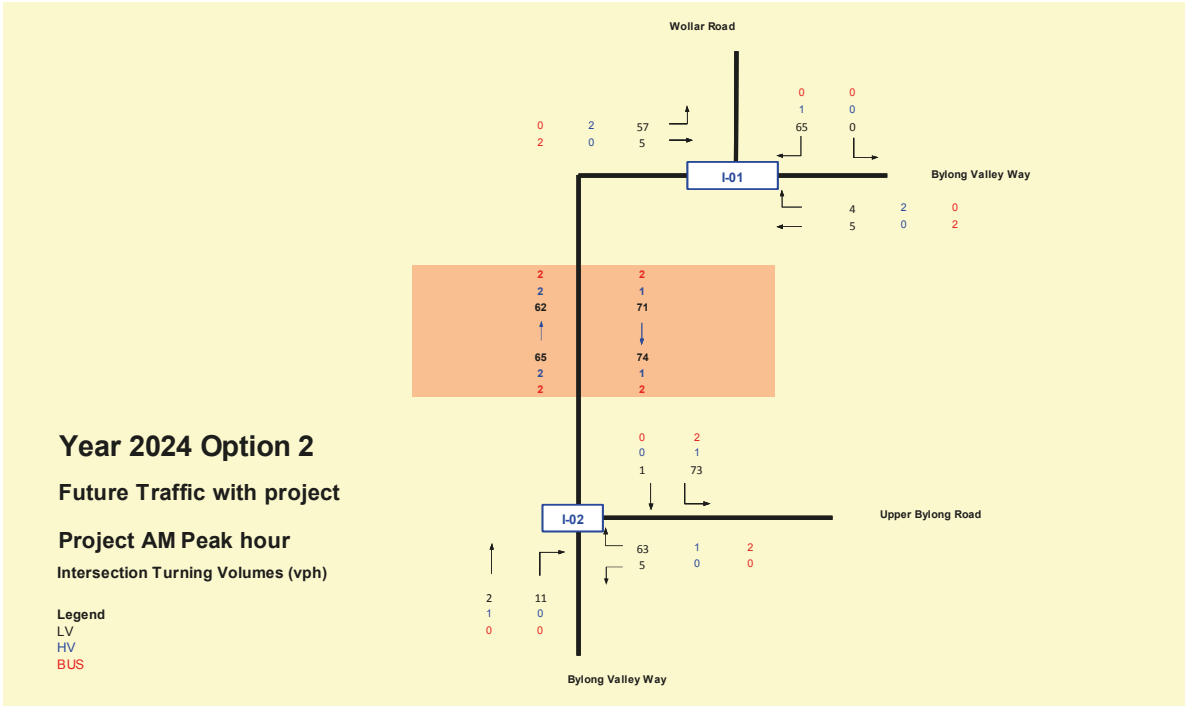 Wollar Road
0 0
1 0
65 0
0 2 57
2 0 5
I-01
Bylong Valley Way
4 2 0
5 0 2
2 2
2 1
62 71
65 74
2 1
2 2
Year 2024 Option 2
Future Traffic with project
Project AM Peak hour
Intersection Turning Volumes (vph)
0 2
0 1
1 73
I-02
Upper Bylong Road
63 1 2
5 0 0
2 11
1 0
0 0
Legend
LV
HV
BUS
Bylong Valley Way